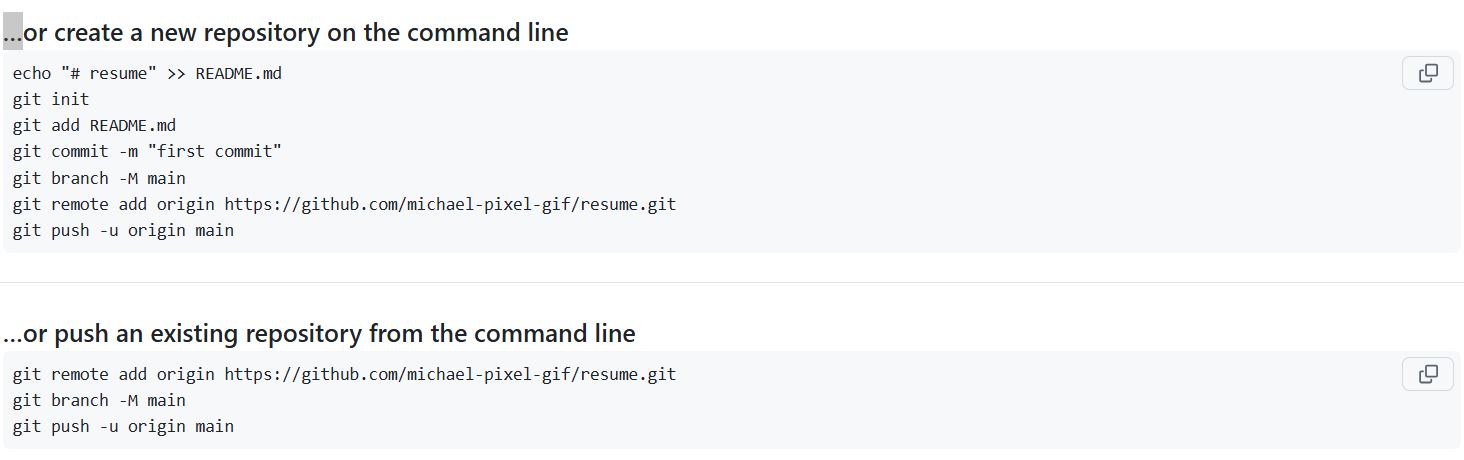 ...or create a new repository on the command line
echo "# resume" >> README.md
git init
git add README.md
git commit -m "first commit"
git branch -M main
git remote add origin https://github.com/michael-pixel-gif/resume.git
git push -u origin main
...or push an existing repository from the command line
git remote add origin https://github.com/michael-pixel-gif/resume.git
git branch -M main
git push -u origin main